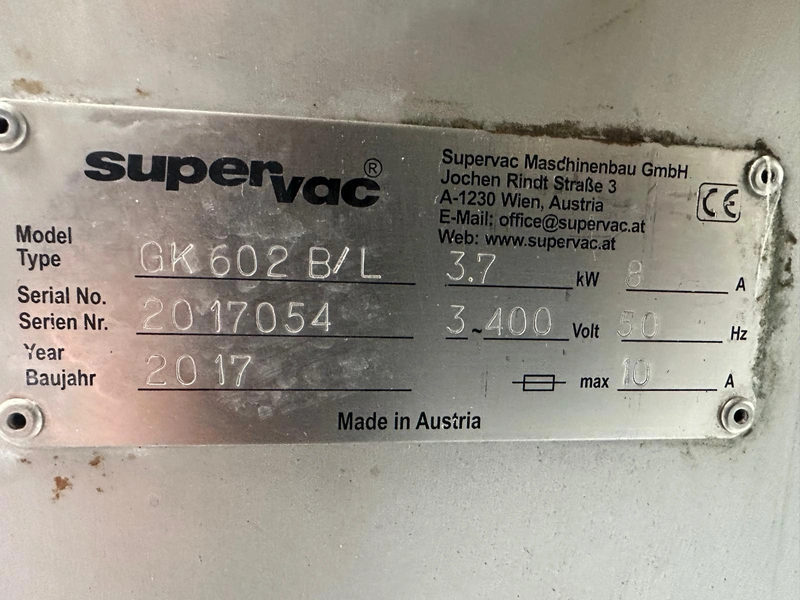 supervac®
Supervac Maschinenbau GmbH
Jochen Rindt Straße 3
A-1230 Wien, Austria
E-Mail: office@supervac.at
Web: www.supervac.at
CE
Model
Type GK 602 B/L 3.7 kW 8 A
Serial No.
Serien Nr. 2017054 3~400 Volt 50 Hz
Year
Baujahr 2017 max 10 A
Made in Austria